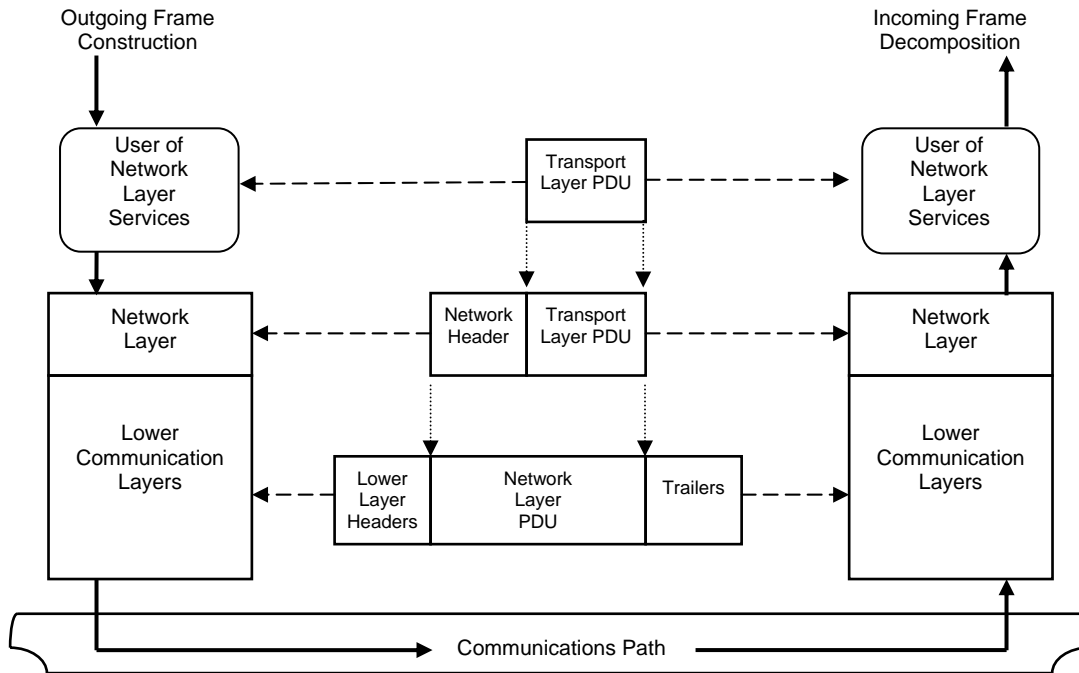 Outgoing Frame
Construction
Incoming Frame
Decomposition
User of
Network
Layer
Services
Transport
Layer PDU
User of
Network
Layer
Services
Network
Layer
Network
Header
Transport
Layer PDU
Network
Layer
Lower
Communication
Layers
Lower
Layer
Headers
Network
Layer
PDU
Trailers
Lower
Communication
Layers
Communications Path